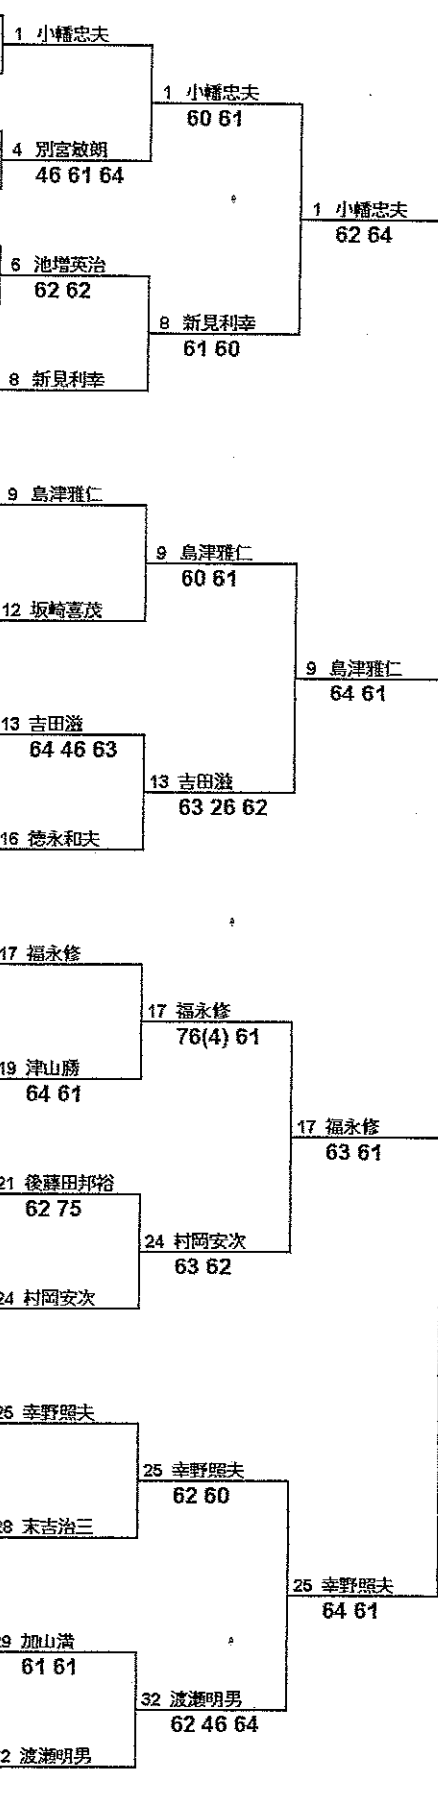 1 小幡忠夫
1 小幡忠夫
60 61
4 別宮敏朗
46 61 64
1 小幡忠夫
62 64
6 池増英治
62 62
8 新見利幸
61 60
8 新見利幸
9 島津雅仁
9 島津雅仁
60 61
12 坂崎喜茂
9 島津雅仁
64 61
13 吉田滋
64 46 63
13 吉田滋
63 26 62
16 徳永和夫
17 福永修
17 福永修
76(4) 61
19 津山勝
64 61
17 福永修
63 61
21 後藤田邦裕
62 75
24 村岡安次
63 62
24 村岡安次
25 幸野照夫
25 幸野照夫
62 60
28 末吉治三
25 幸野照夫
64 61
29 加山満
61 61
32 渡瀬明男
62 46 64
2 渡瀬明男